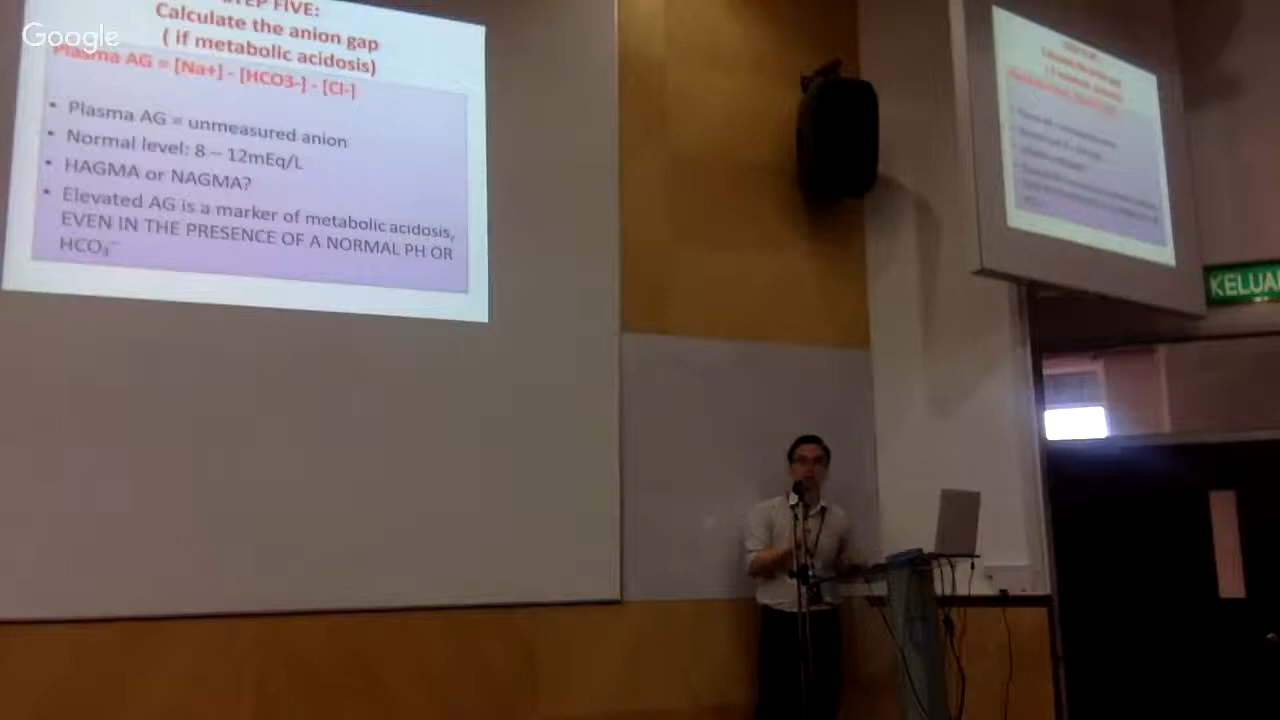 Google
STEP FIVE:
Calculate the anion gap
( if metabolic acidosis)
Plasma AG = [Na+] - [HCO3-] - [Cl-]
• Plasma AG = unmeasured anion
• Normal level: 8 – 12mEq/L
• HAGMA or NAGMA?
• Elevated AG is a marker of metabolic acidosis,
EVEN IN THE PRESENCE OF A NORMAL PH OR
HCO₃⁻
KELUA